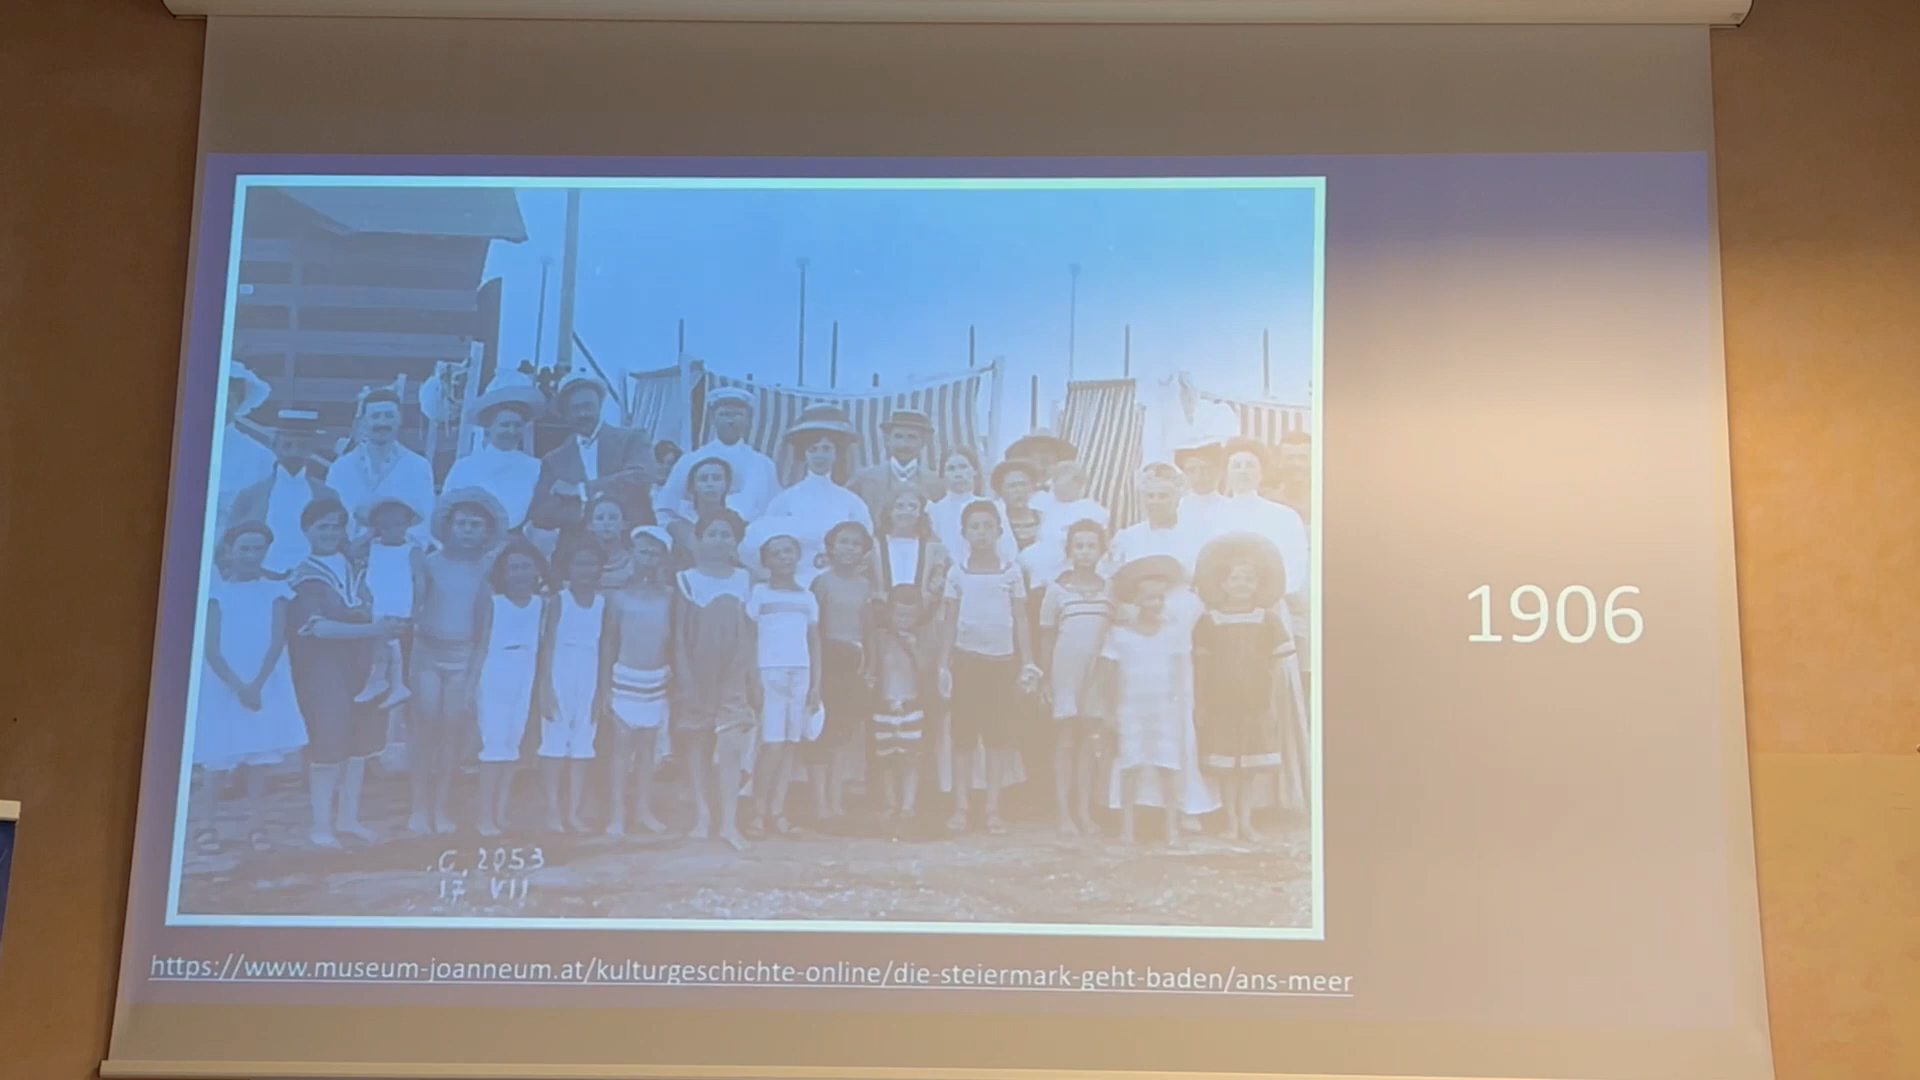 1906
.C. 2053
17 VII
https://www.museum-joanneum.at/kulturgeschichte-online/die-steiermark-geht-baden/ans-meer